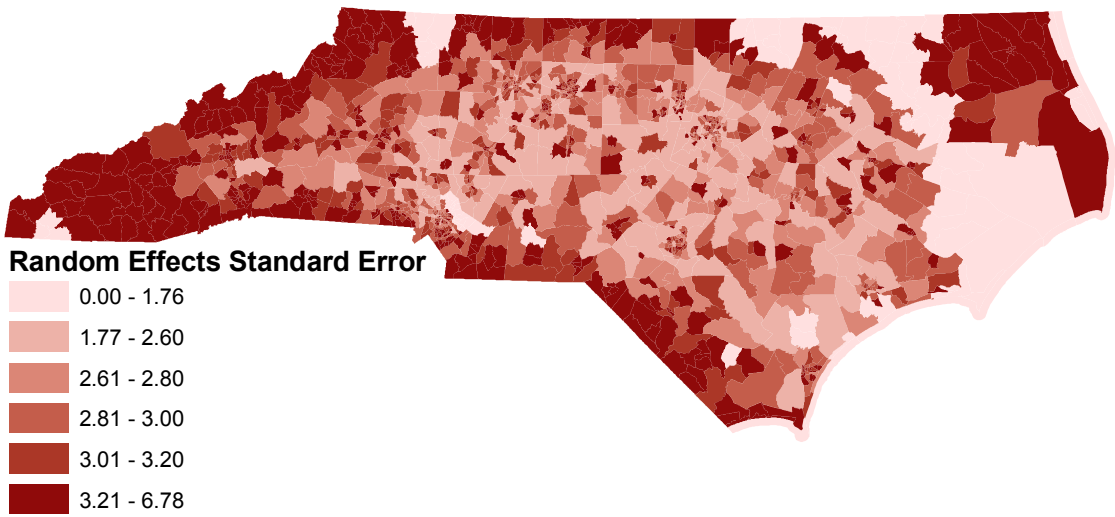 Random Effects Standard Error
0.00 - 1.76
1.77 - 2.60
2.61 - 2.80
2.81 - 3.00
3.01 - 3.20
3.21 - 6.78